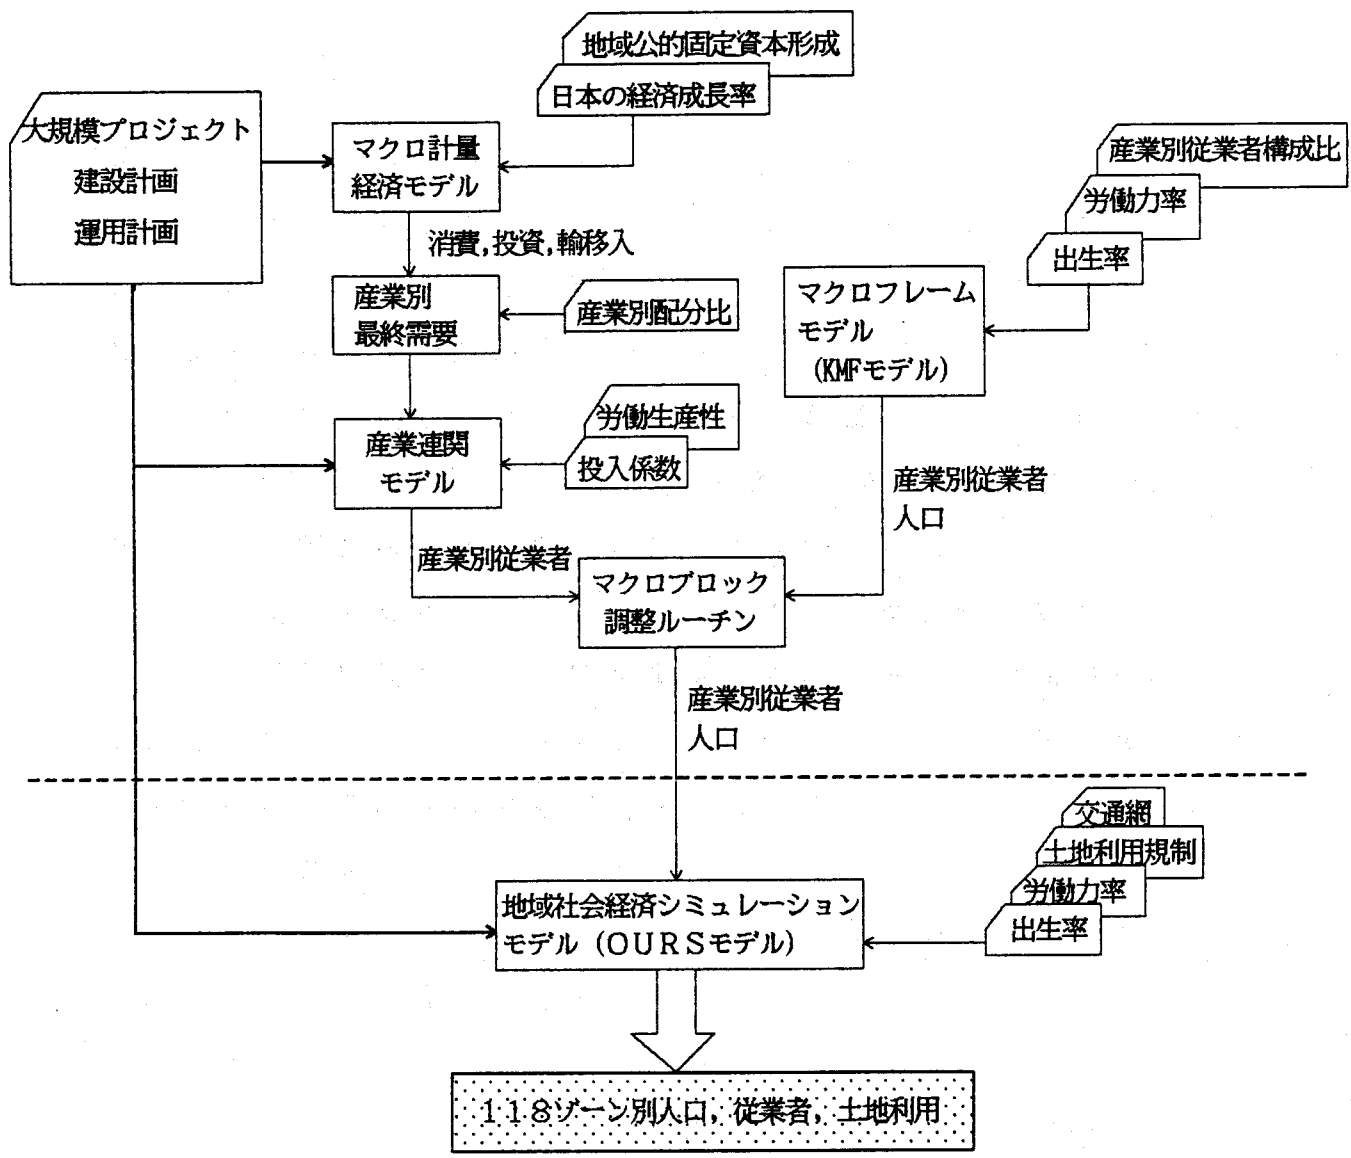 地域公的固定資本形成
日本の経済成長率
大規模プロジェクト
建設計画
運用計画
マクロ計量
経済モデル
産業別従業者構成比
労働力率
出生率
消費,投資,輸移入
産業別
最終需要
産業別配分比
マクロフレーム
モデル
(KMFモデル)
労働生産性
投入係数
産業連関
モデル
産業別従業者
人口
産業別従業者
マクロブロック
調整ルーチン
産業別従業者
人口
交通網
土地利用規制
労働力率
出生率
地域社会経済シミュレーション
モデル(OURSモデル)
118ゾーン別人口,従業者,土地利用